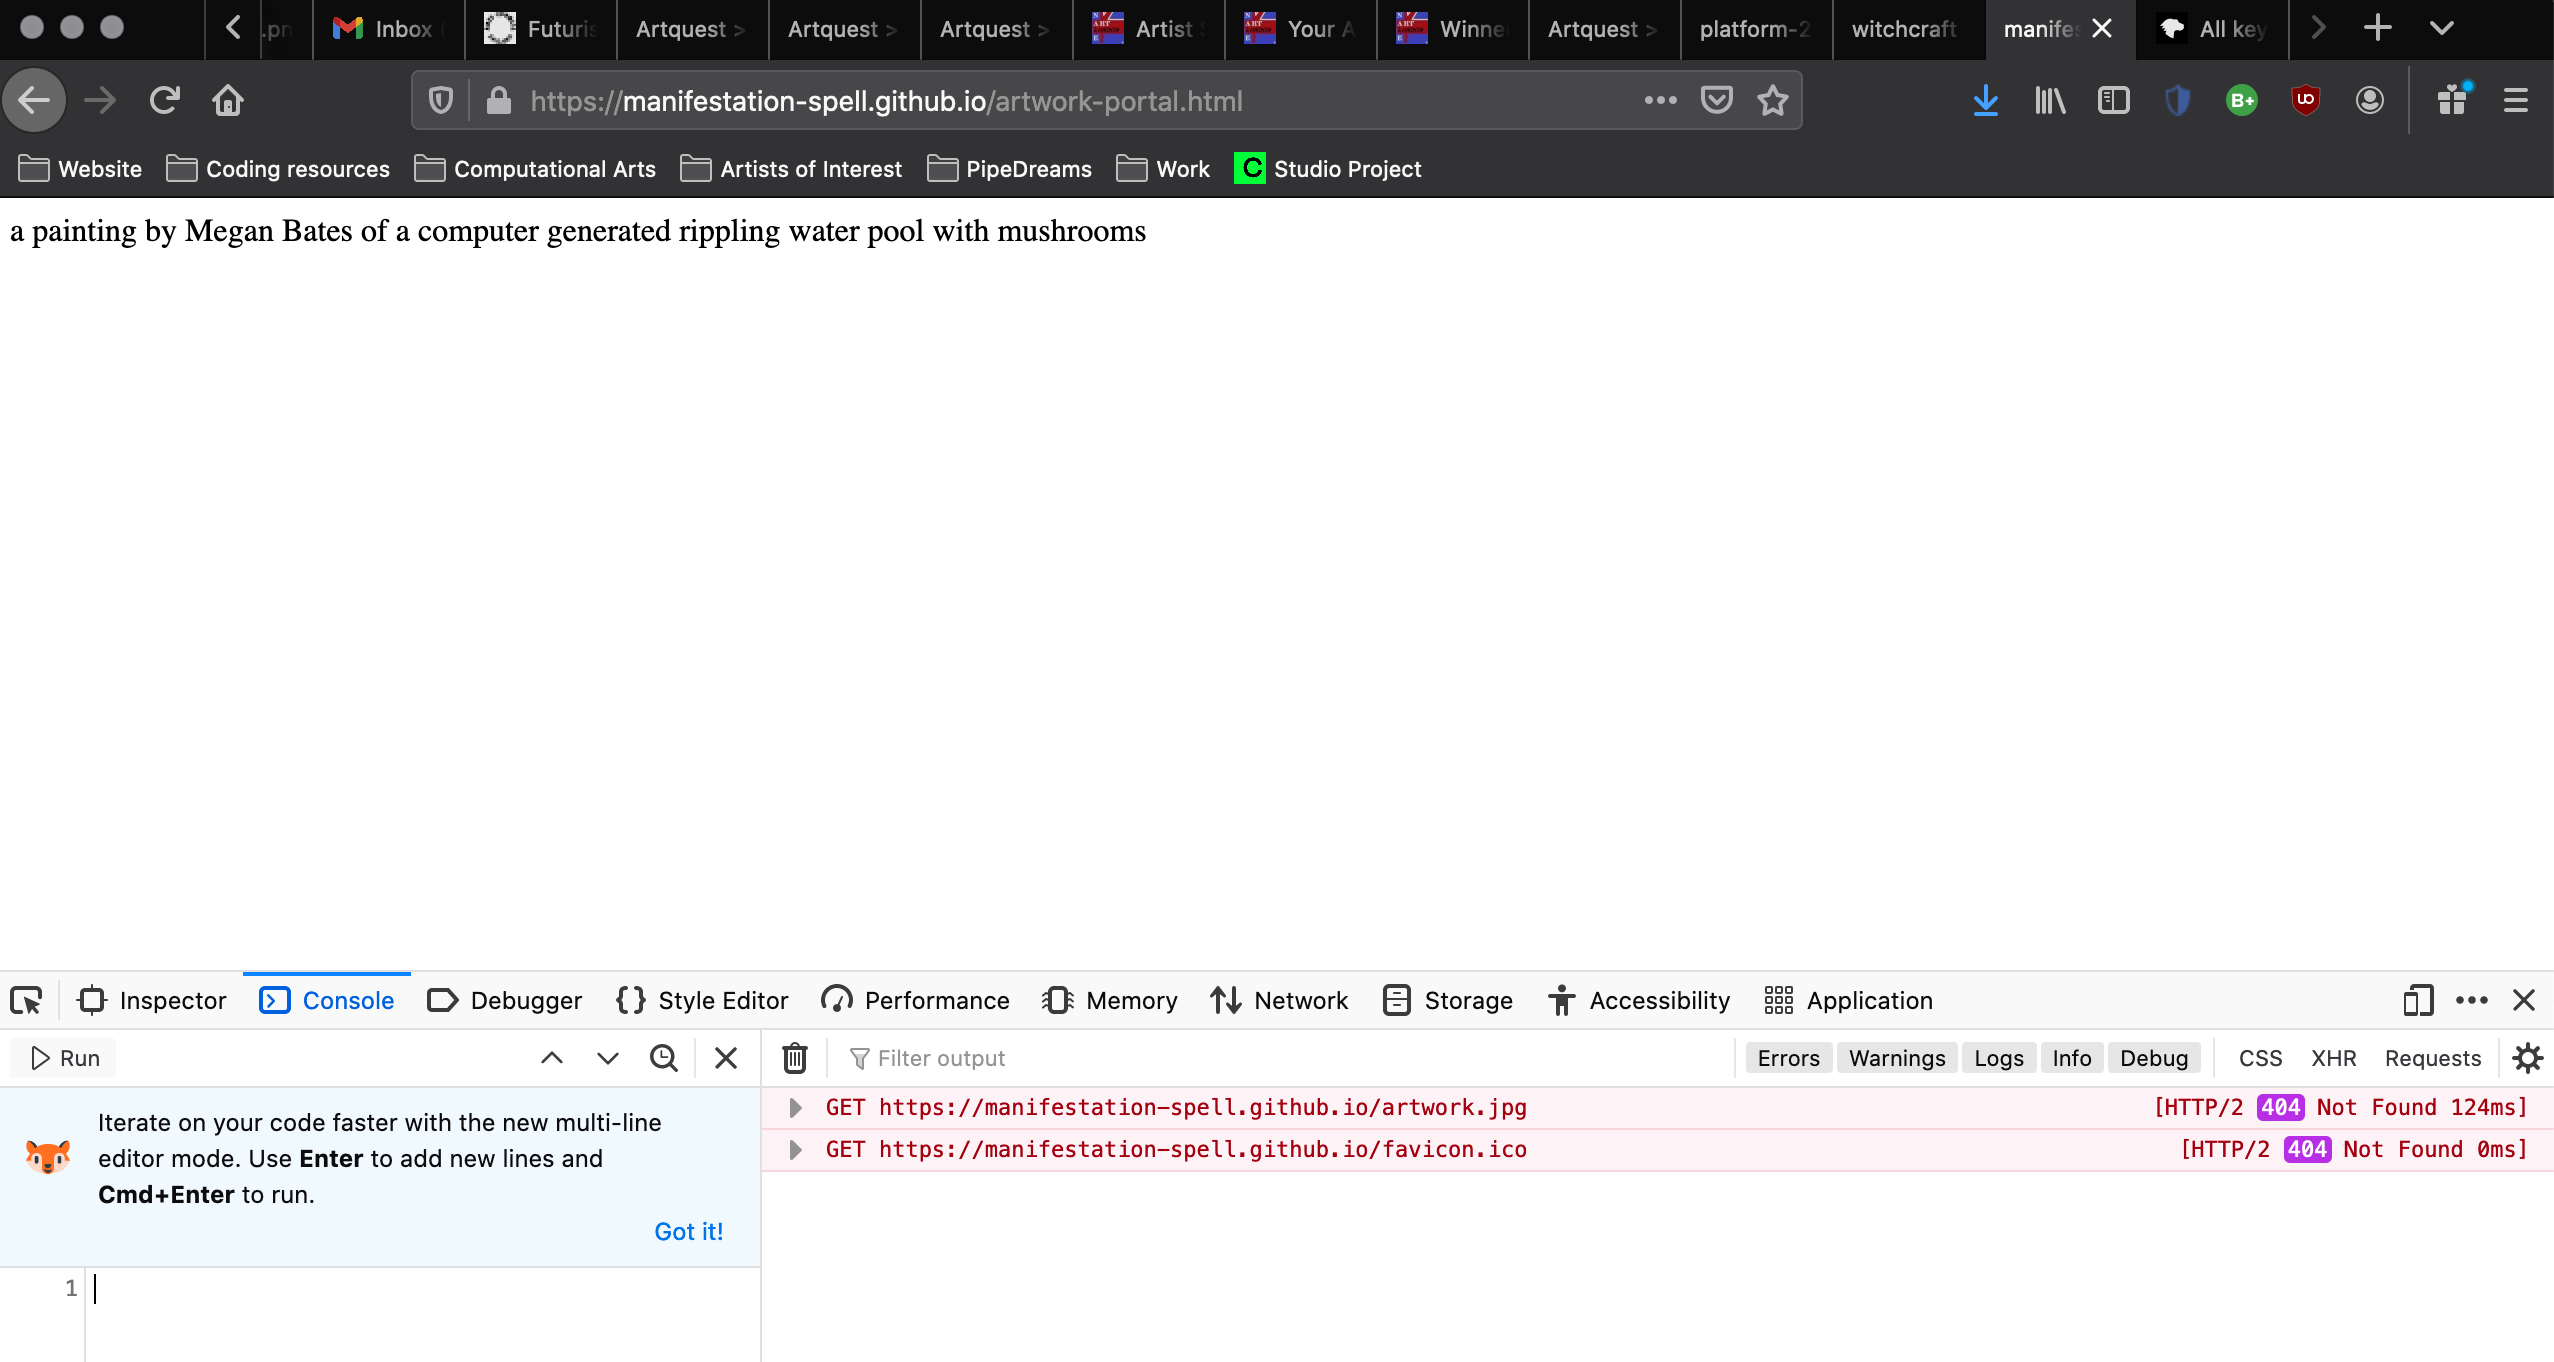 .pn Inbox Futuris Artquest > Artquest > Artquest > Artist Your A Winne Artquest > platform-2 witchcraft manifes All key
https://manifestation-spell.github.io/artwork-portal.html B+
Website Coding resources Computational Arts Artists of Interest PipeDreams Work C Studio Project
a painting by Megan Bates of a computer generated rippling water pool with mushrooms
Inspector Console Debugger {} Style Editor Performance Memory Network Storage Accessibility Application
Run Filter output Errors Warnings Logs Info Debug CSS XHR Requests
GET https://manifestation-spell.github.io/artwork.jpg [HTTP/2 404 Not Found 124ms]
GET https://manifestation-spell.github.io/favicon.ico [HTTP/2 404 Not Found 0ms]
Iterate on your code faster with the new multi-line
editor mode. Use Enter to add new lines and
Cmd+Enter to run.
Got it!
1